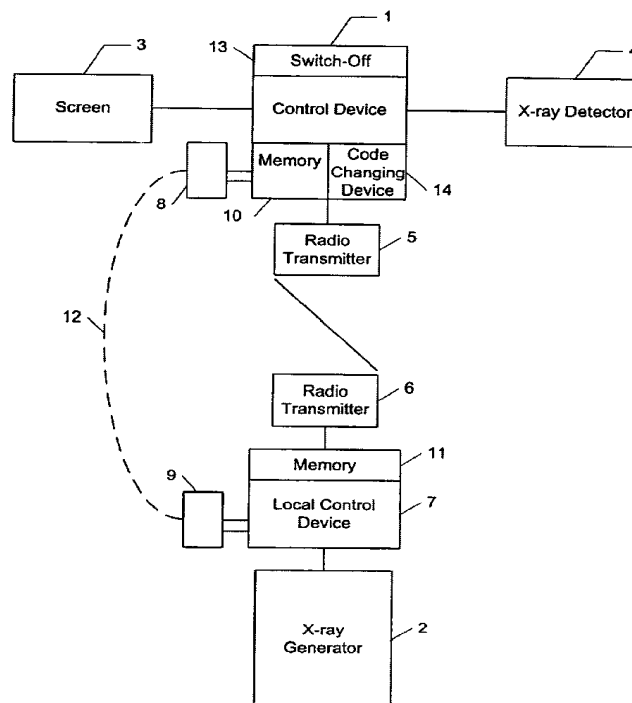 1
3
13
4
Switch-Off
Screen
Control Device
X-ray Detector
Memory
Code
Changing
Device
8
10
14
Radio
Transmitter
5
12
Radio
Transmitter
6
Memory
11
9
Local Control
Device
7
X-ray
Generator
2